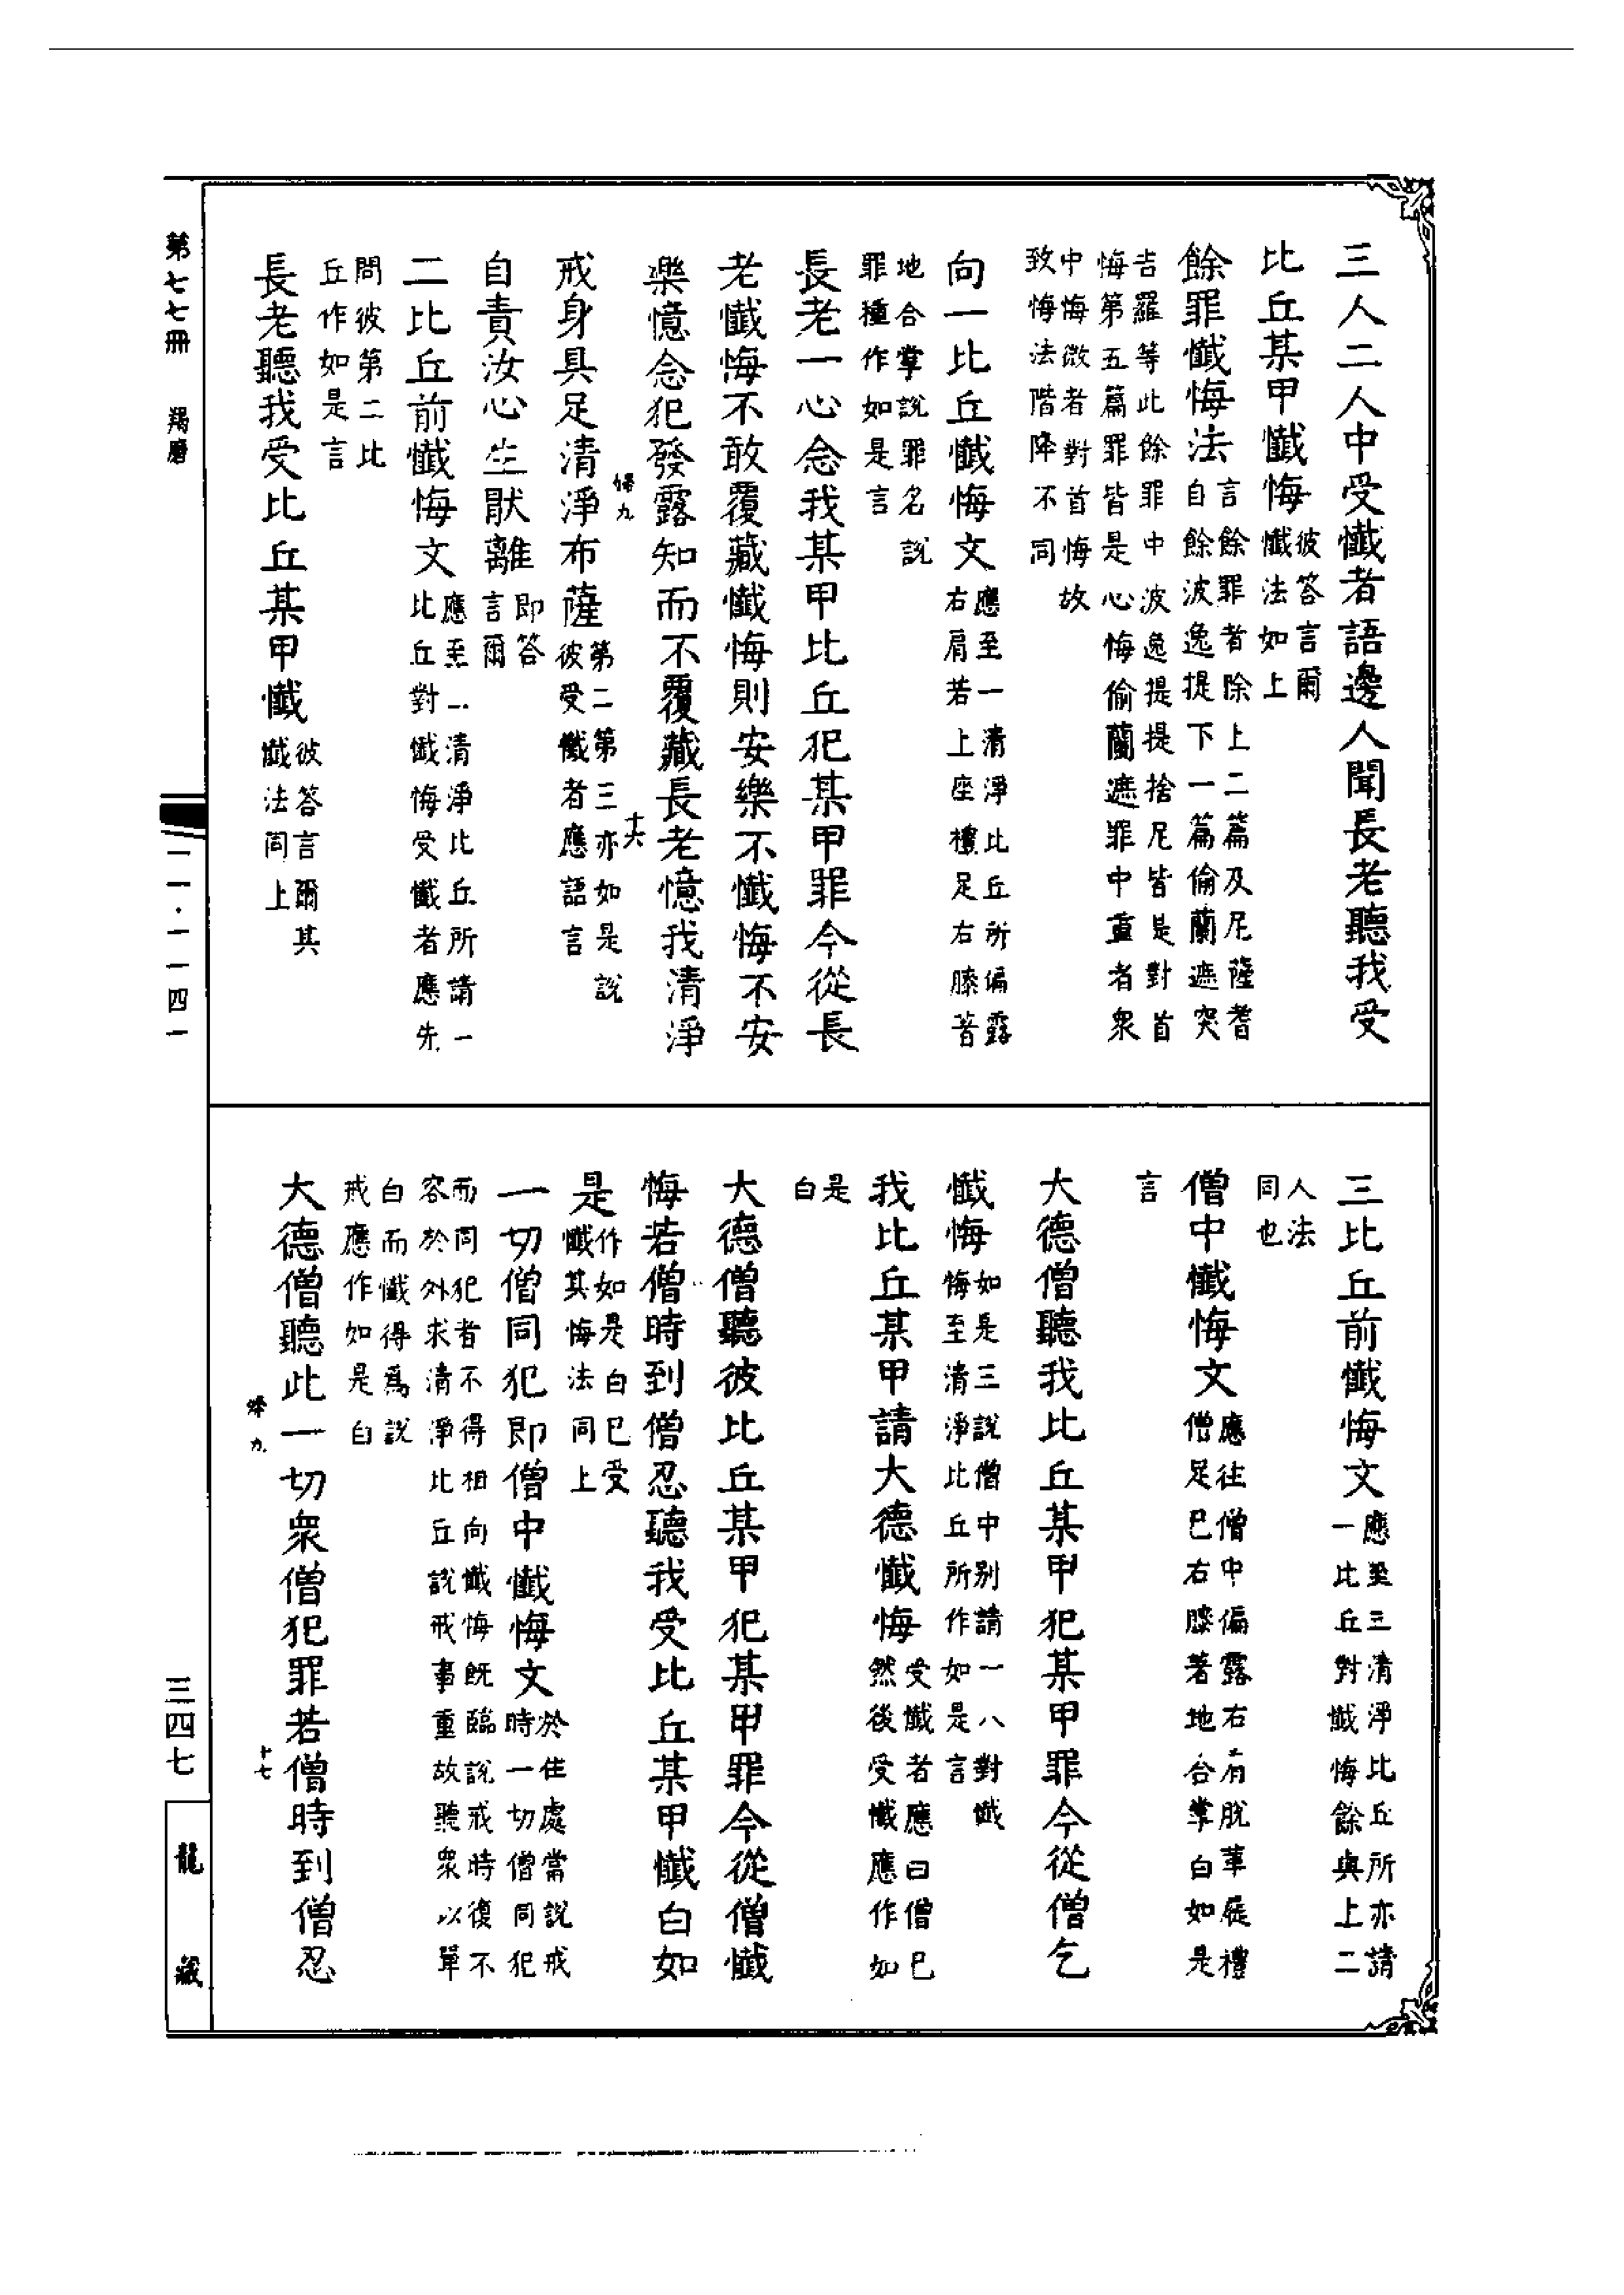 三人二人中受懺者語邊人聞長老聽我受
比丘某甲懺悔彼答言爾
懺法如上
餘罪懺悔法言餘罪者除上二篇及尼薩耆
自餘波逸提下一篇偷蘭遮突
吉羅等此餘罪中波逸提提捨尼皆是對首
悔第五篇罪皆是心悔偷蘭遮罪中重者衆
中悔微者對首悔故
致悔法階降不同
向一比丘懺悔文應至一清淨比丘所偏露
右肩若上座禮足右膝著
地合掌說罪名說
罪種作如是言
長老一心念我某甲比丘犯某甲罪今從長
老懺悔不敢覆藏懺悔則安樂不懺悔不安
樂憶念犯發露知而不覆藏長老憶我清淨
戒身具足清淨布薩第二第三亦如是說
彼受懺者應語言
自責汝心生厭離即答
言爾
二比丘前懺悔文應至二清淨比丘所請一
比丘對懺悔受懺者應先
問彼第二比
丘作如是言
長老聽我受比丘某甲懺彼答言爾其
懺法同上
三比丘前懺悔文應至三清淨比丘所亦請
一比丘對懺悔餘與上二
人法
同也
僧中懺悔文應往僧中偏露右肩脫革屣禮
僧足已右膝著地合掌白如是
言
大德僧聽我比丘某甲犯某甲罪今從僧乞
懺悔如是三說僧中別請一人對懺
悔至清淨比丘所作如是言
我比丘某甲請大德懺悔受懺者應白僧已
然後受懺應作如
是
白
大德僧聽彼比丘某甲犯某甲罪今從僧懺
悔若僧時到僧忍聽我受比丘某甲懺白如
是作如是白已受
懺其悔法同上
一切僧同犯即僧中懺悔文於住處當說戒
時一切僧同犯
而同犯者不得相向懺悔既臨說戒時復不
容於外求清淨比丘說戒事重故聽衆以單
白而懺得為說
戒應作如是白
大德僧聽此一切衆僧犯罪若僧時到僧忍
第七七冊 羯磨
一一·一一四一
三四七
龍藏
十六
十七